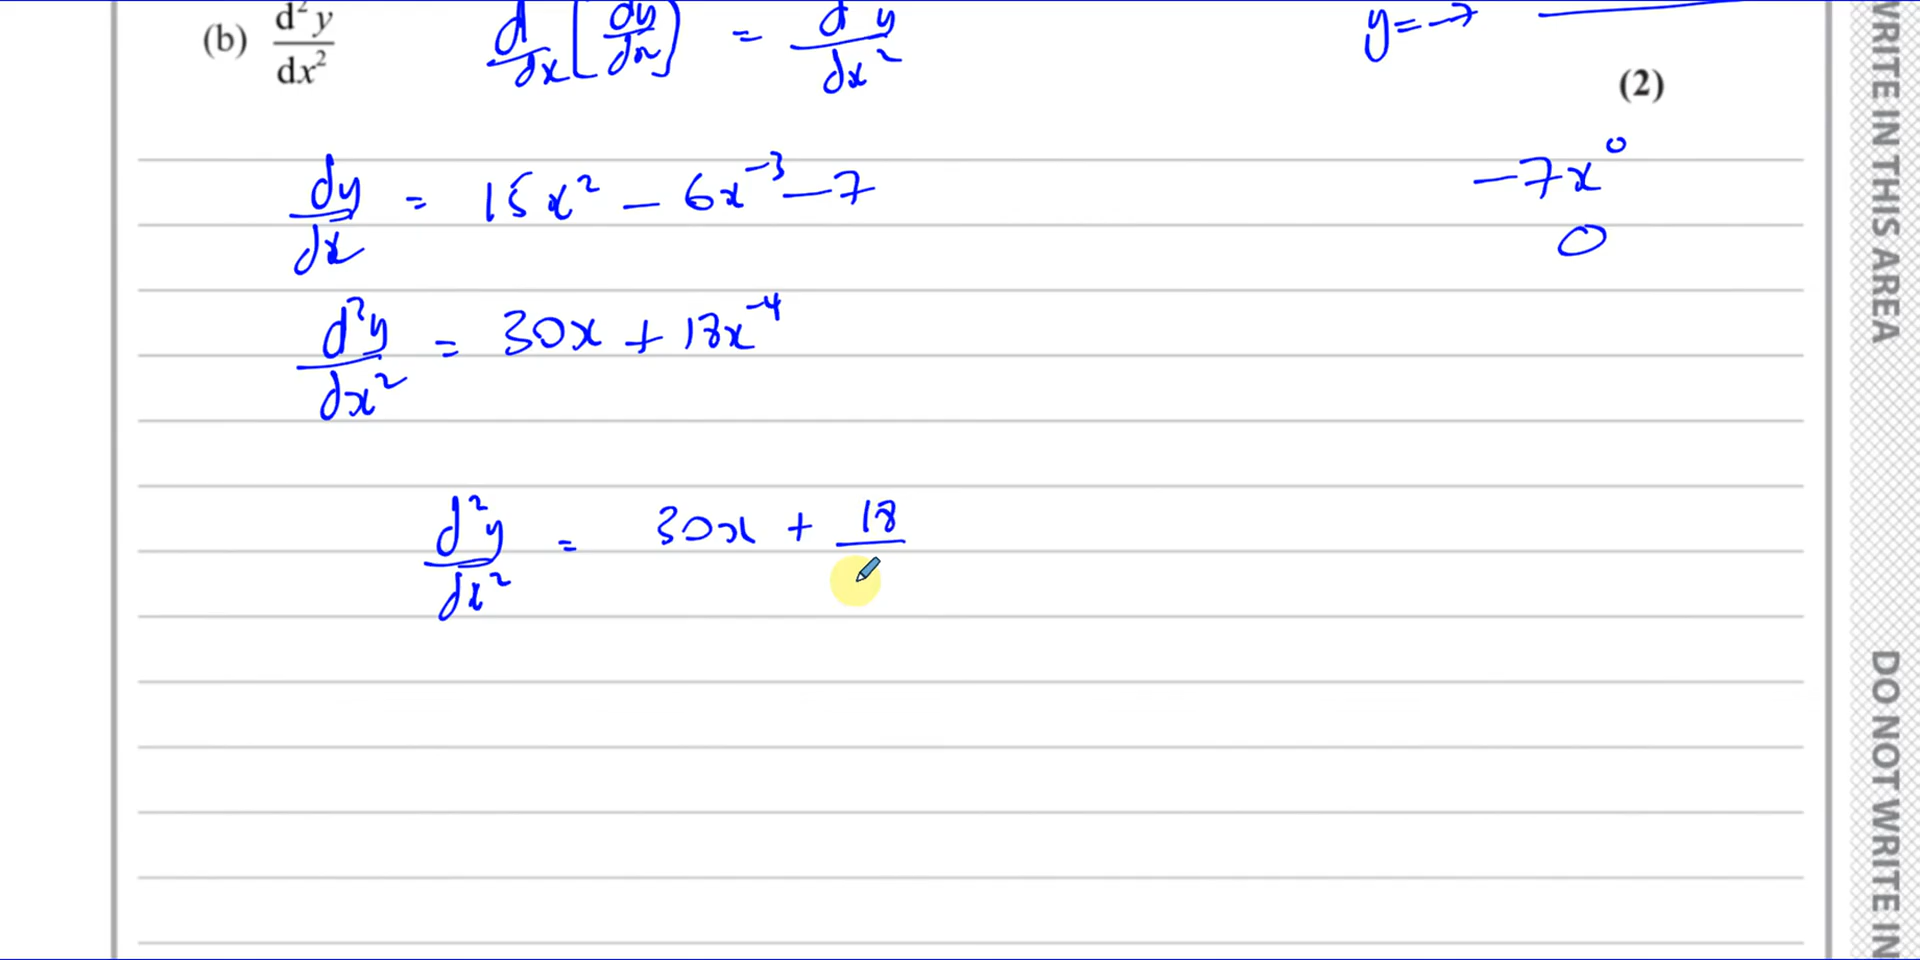 (b) d²y/dx² d/dx[dy/dx] = d²y/dx² y=-7
(2)
dy/dx = 15x² - 6x⁻³ - 7 -7x⁰
0
d²y/dx² = 30x + 18x⁻⁴
d²y/dx² = 30x + 18/
WRITE IN THIS AREA
DO NOT WRITE IN